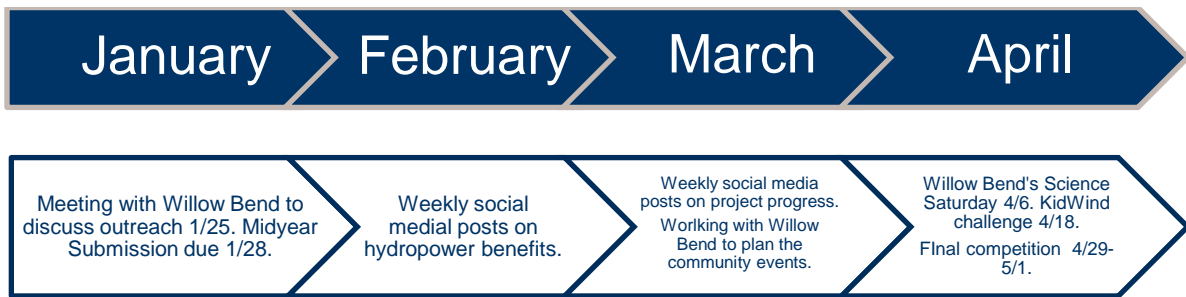 January
February
March
April
Meeting with Willow Bend to
discuss outreach 1/25. Midyear
Submission due 1/28.
Weekly social
medial posts on
hydropower benefits.
Weekly social media
posts on project progress.
Worlking with Willow
Bend to plan the
community events.
Willow Bend's Science
Saturday 4/6. KidWind
challenge 4/18.
FInal competition 4/29-
5/1.